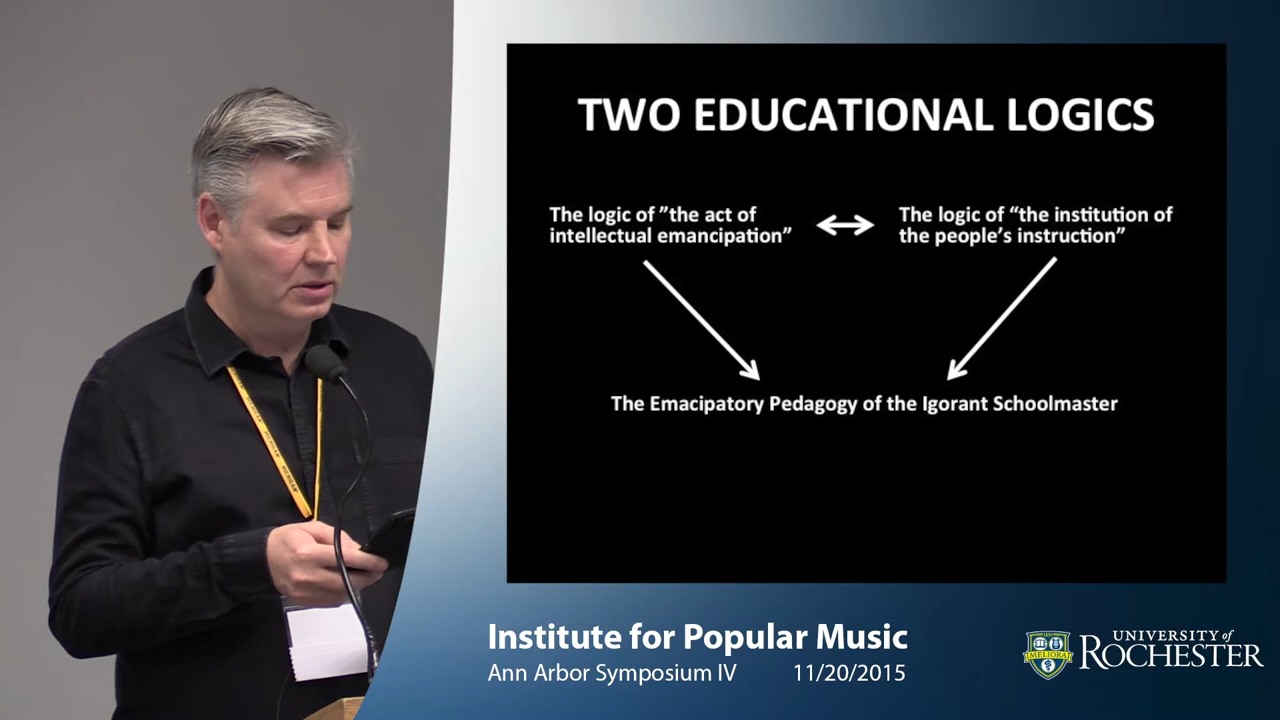 TWO EDUCATIONAL LOGICS
The logic of ”the act of
intellectual emancipation”
The logic of “the institution of
the people’s instruction”
The Emacipatory Pedagogy of the Igorant Schoolmaster
Institute for Popular Music
Ann Arbor Symposium IV 11/20/2015
MELIORA
UNIVERSITY of
ROCHESTER